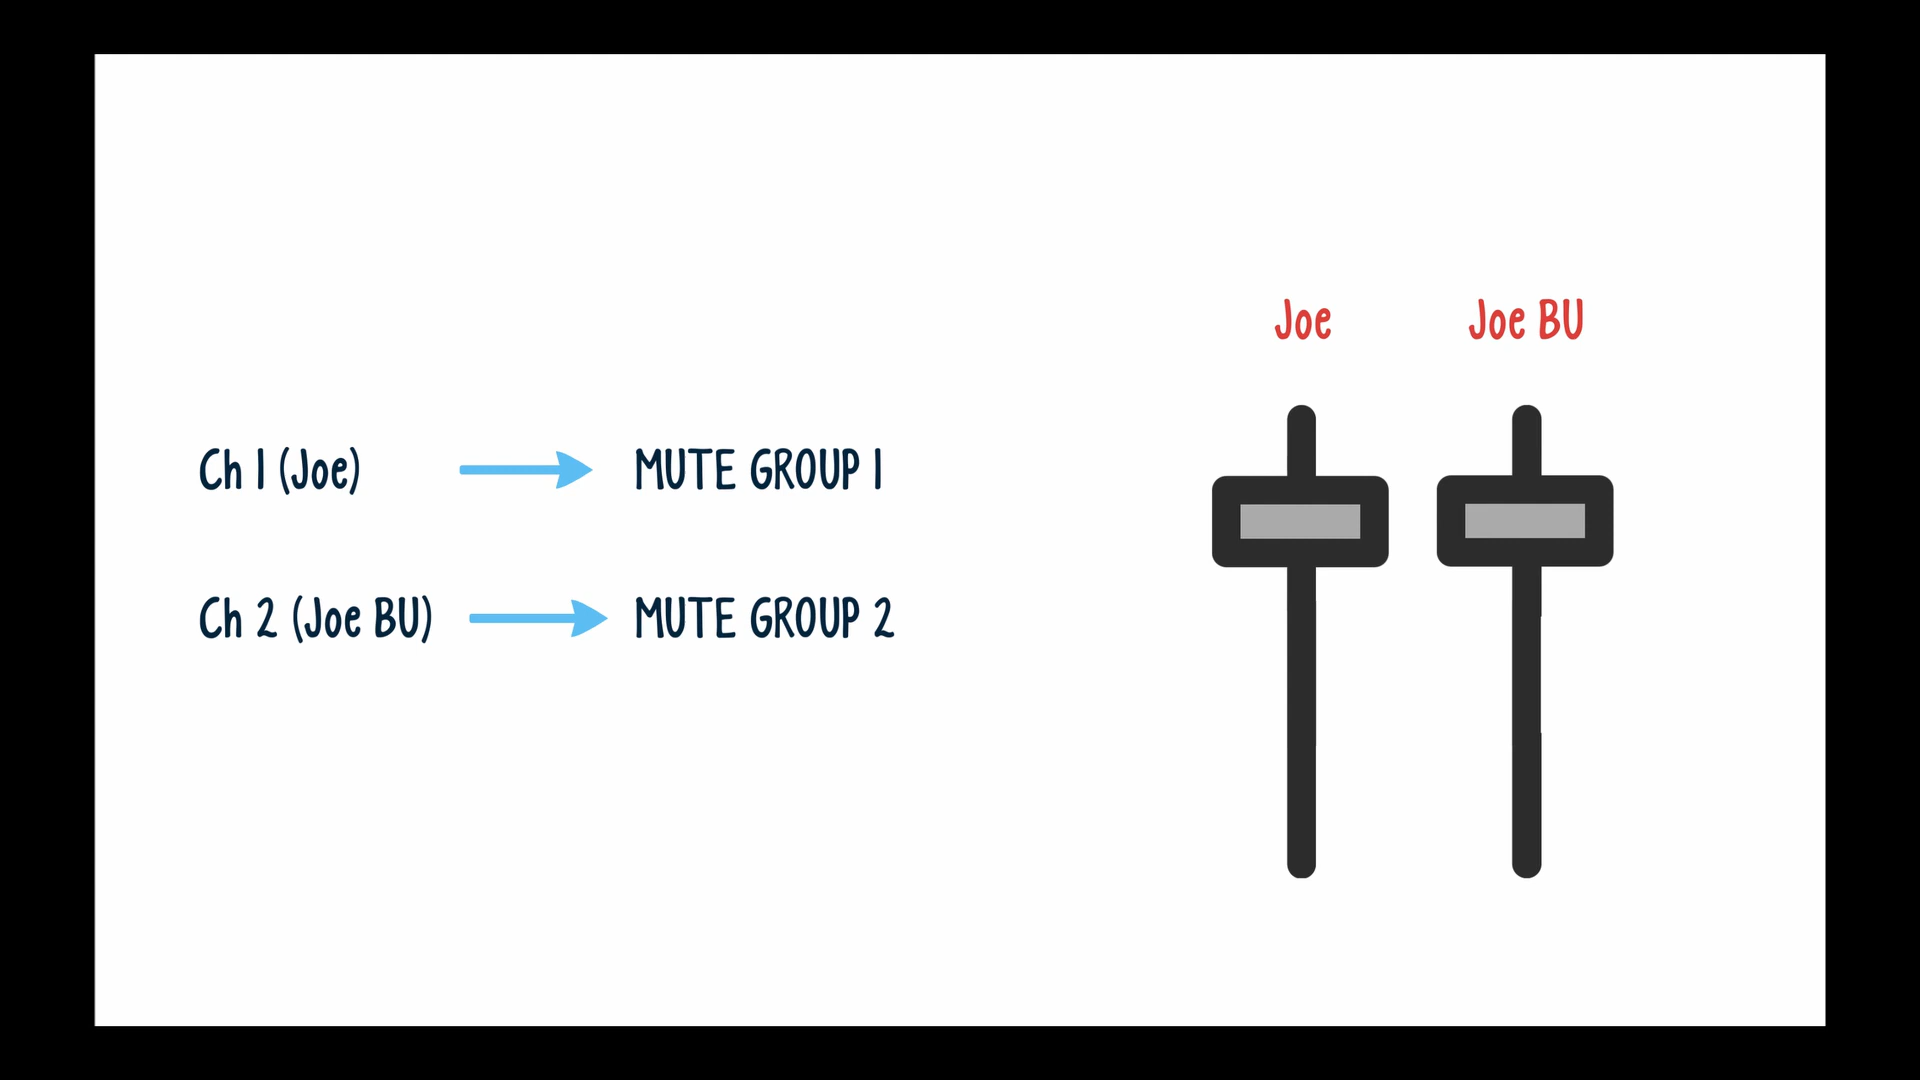 Joe
Joe BU
Ch 1 (Joe)
MUTE GROUP 1
Ch 2 (Joe BU)
MUTE GROUP 2